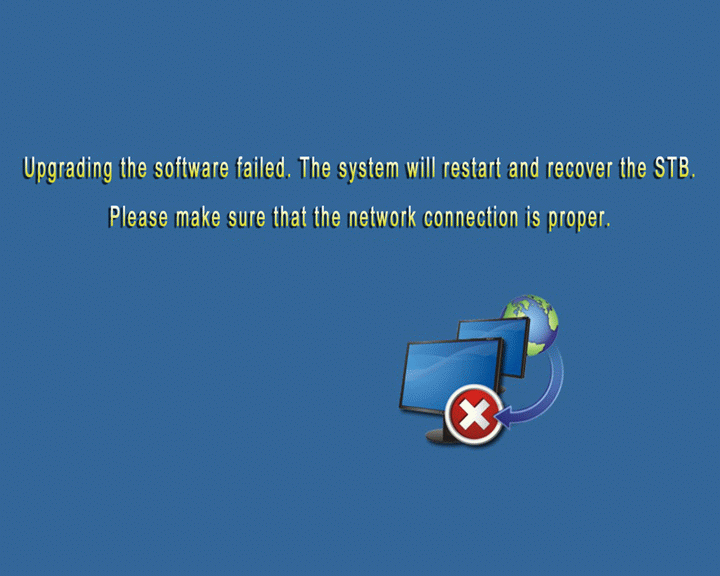 Upgrading the software failed. The system will restart and recover the STB.
Please make sure that the network connection is proper.